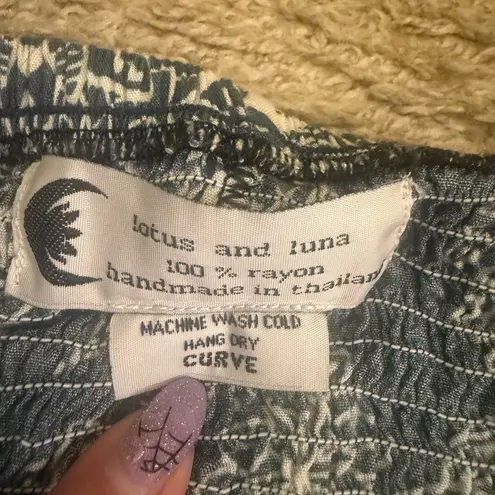 lotus and luna
100 % rayon
handmade in thailand
MACHINE WASH COLD
HANG DRY
CURVE